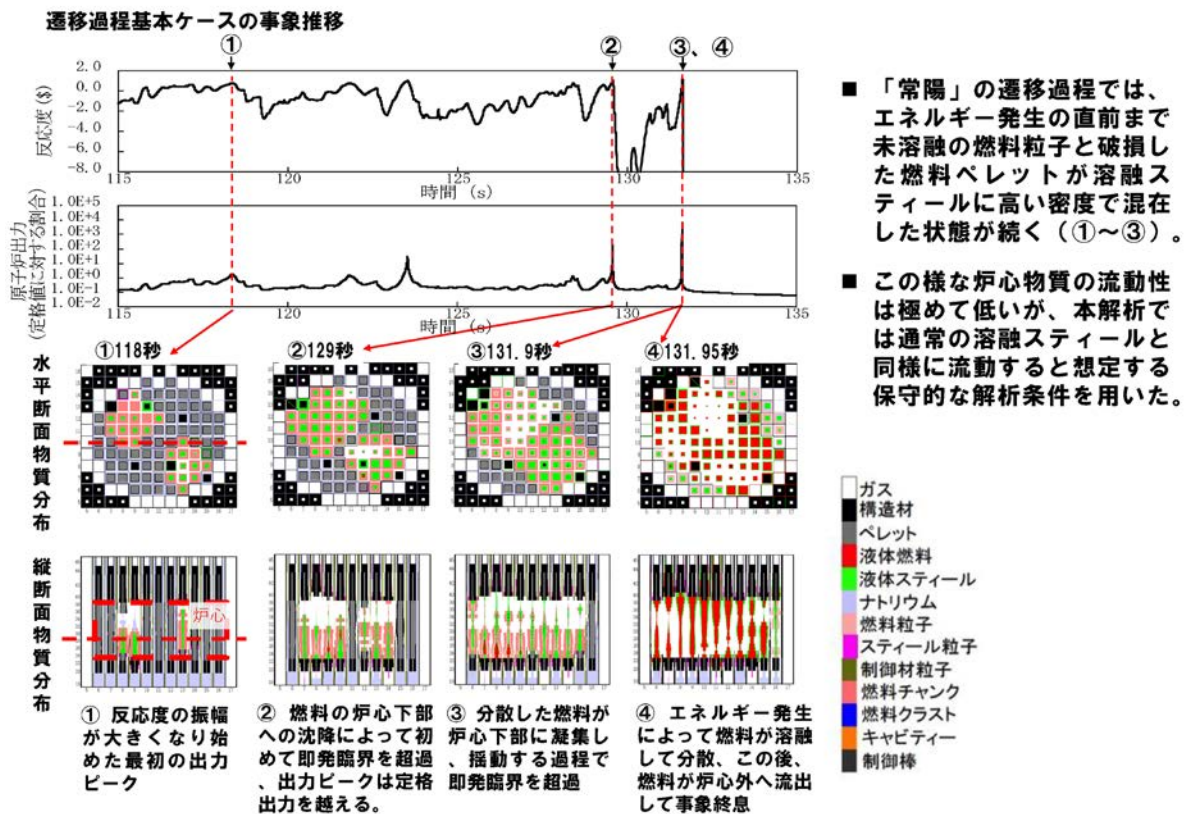 遷移過程基本ケースの事象推移
① ② ③、④
反応度($)
2.0
0.0
-2.0
-4.0
-6.0
-8.0
115 120 125 130 135
時間 (s)
原子炉出力
(定格値に対する割合)
1.0E+5
1.0E+4
1.0E+3
1.0E+2
1.0E+1
1.0E+0
1.0E-1
1.0E-2
115 120 125 130 135
時間 (s)
①118秒 ②129秒 ③131.9秒 ④131.95秒
水平断面物質分布
縦断面物質分布
炉心
① 反応度の振幅
が大きくなり始
めた最初の出力
ピーク
② 燃料の炉心下部
への沈降によって初
めて即発臨界を超過
、出力ピークは定格
出力を越える。
③ 分散した燃料が
炉心下部に凝集し
、揺動する過程で
即発臨界を超過
④ エネルギー発生
によって燃料が溶融
して分散、この後、
燃料が炉心外へ流出
して事象終息
■ 「常陽」の遷移過程では、
エネルギー発生の直前まで
未溶融の燃料粒子と破損し
た燃料ペレットが溶融ス
ティールに高い密度で混在
した状態が続く（①～③）。
■ この様な炉心物質の流動性
は極めて低いが、本解析で
は通常の溶融スティールと
同様に流動すると想定する
保守的な解析条件を用いた。
ガス
構造材
ペレット
液体燃料
液体スティール
ナトリウム
燃料粒子
スティール粒子
制御材粒子
燃料チャンク
燃料クラスト
キャビティー
制御棒